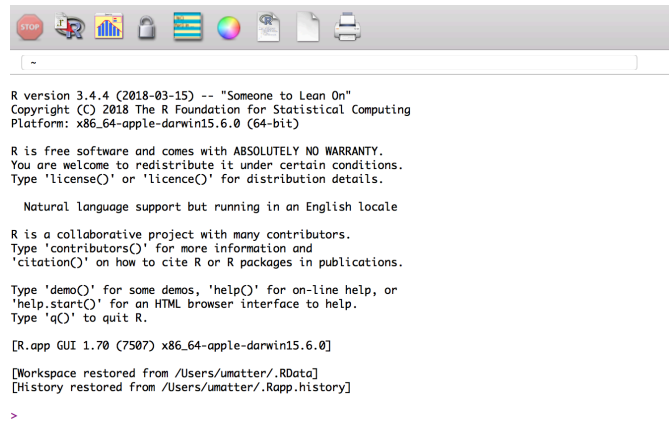 STOP
R
~
R version 3.4.4 (2018-03-15) -- "Someone to Lean On"
Copyright (C) 2018 The R Foundation for Statistical Computing
Platform: x86_64-apple-darwin15.6.0 (64-bit)
R is free software and comes with ABSOLUTELY NO WARRANTY.
You are welcome to redistribute it under certain conditions.
Type 'license()' or 'licence()' for distribution details.
Natural language support but running in an English locale
R is a collaborative project with many contributors.
Type 'contributors()' for more information and
'citation()' on how to cite R or R packages in publications.
Type 'demo()' for some demos, 'help()' for on-line help, or
'help.start()' for an HTML browser interface to help.
Type 'q()' to quit R.
[R.app GUI 1.70 (7507) x86_64-apple-darwin15.6.0]
[Workspace restored from /Users/umatter/.RData]
[History restored from /Users/umatter/.Rapp.history]
>